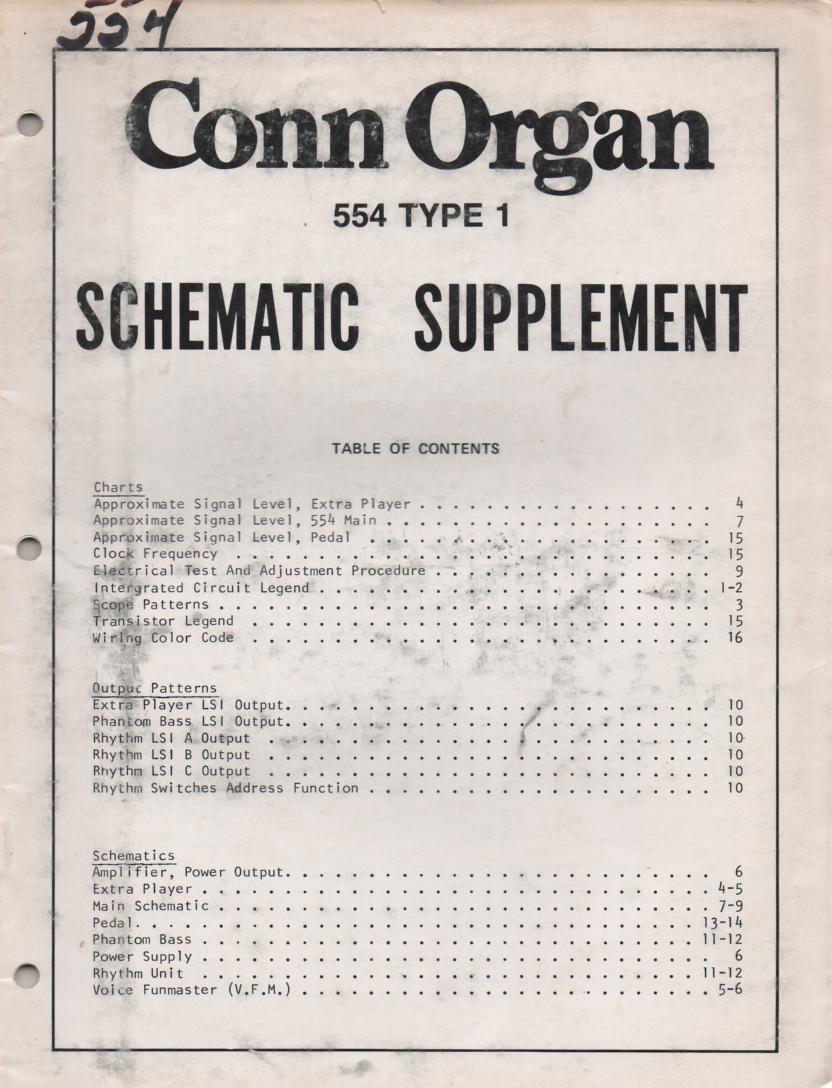 554
Conn Organ
554 TYPE 1
SCHEMATIC SUPPLEMENT
TABLE OF CONTENTS
Charts
Approximate Signal Level, Extra Player . . . . . . . . . . . . . . . . . . 4
Approximate Signal Level, 554 Main . . . . . . . . . . . . . . . . . . . . 7
Approximate Signal Level, Pedal . . . . . . . . . . . . . . . . . . . . . 15
Clock Frequency . . . . . . . . . . . . . . . . . . . . . . . . . . . . . 15
Electrical Test And Adjustment Procedure . . . . . . . . . . . . . . . . . 9
Intergrated Circuit Legend . . . . . . . . . . . . . . . . . . . . . . . . 1-2
Scope Patterns . . . . . . . . . . . . . . . . . . . . . . . . . . . . . . 3
Transistor Legend . . . . . . . . . . . . . . . . . . . . . . . . . . . . 15
Wiring Color Code . . . . . . . . . . . . . . . . . . . . . . . . . . . . 16
Output Patterns
Extra Player LSI Output. . . . . . . . . . . . . . . . . . . . . . . . . . 10
Phantom Bass LSI Output. . . . . . . . . . . . . . . . . . . . . . . . . . 10
Rhythm LSI A Output . . . . . . . . . . . . . . . . . . . . . . . . . . . 10
Rhythm LSI B Output . . . . . . . . . . . . . . . . . . . . . . . . . . . 10
Rhythm LSI C Output . . . . . . . . . . . . . . . . . . . . . . . . . . . 10
Rhythm Switches Address Function . . . . . . . . . . . . . . . . . . . . . 10
Schematics
Amplifier, Power Output. . . . . . . . . . . . . . . . . . . . . . . . . . 6
Extra Player . . . . . . . . . . . . . . . . . . . . . . . . . . . . . . . 4-5
Main Schematic . . . . . . . . . . . . . . . . . . . . . . . . . . . . . . 7-9
Pedal. . . . . . . . . . . . . . . . . . . . . . . . . . . . . . . . . . . 13-14
Phantom Bass . . . . . . . . . . . . . . . . . . . . . . . . . . . . . . . 11-12
Power Supply . . . . . . . . . . . . . . . . . . . . . . . . . . . . . . . 6
Rhythm Unit . . . . . . . . . . . . . . . . . . . . . . . . . . . . . . . 11-12
Voice Funmaster (V.F.M.) . . . . . . . . . . . . . . . . . . . . . . . . . 5-6